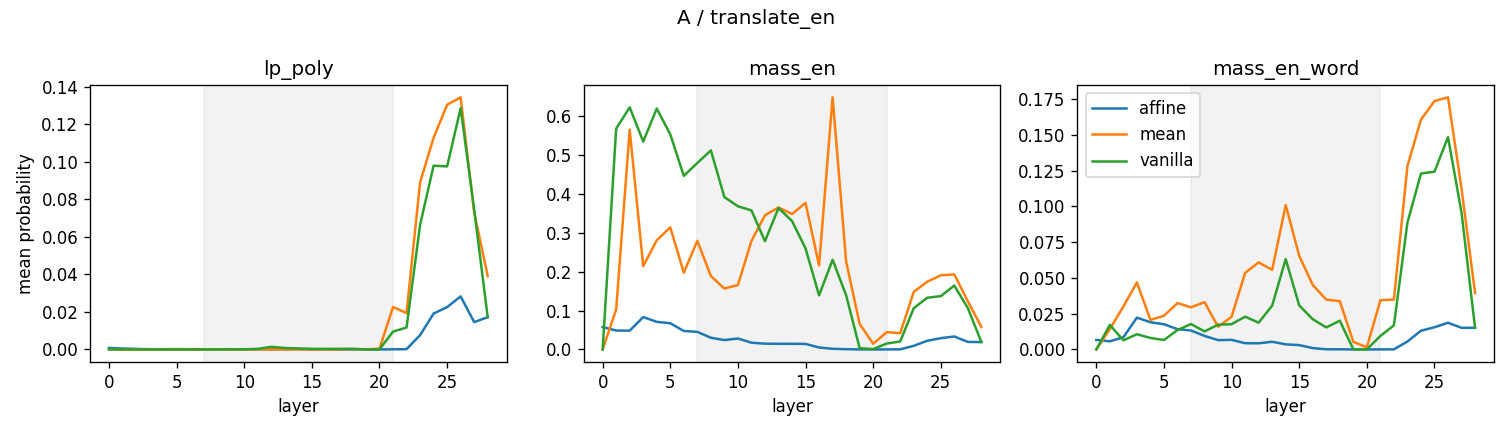 A / translate_en
lp_poly
mass_en
mass_en_word
mean probability
0.14
0.12
0.10
0.08
0.06
0.04
0.02
0.00
0 5 10 15 20 25
layer
0.6
0.5
0.4
0.3
0.2
0.1
0.0
0 5 10 15 20 25
layer
0.175
0.150
0.125
0.100
0.075
0.050
0.025
0.000
affine
mean
vanilla
0 5 10 15 20 25
layer